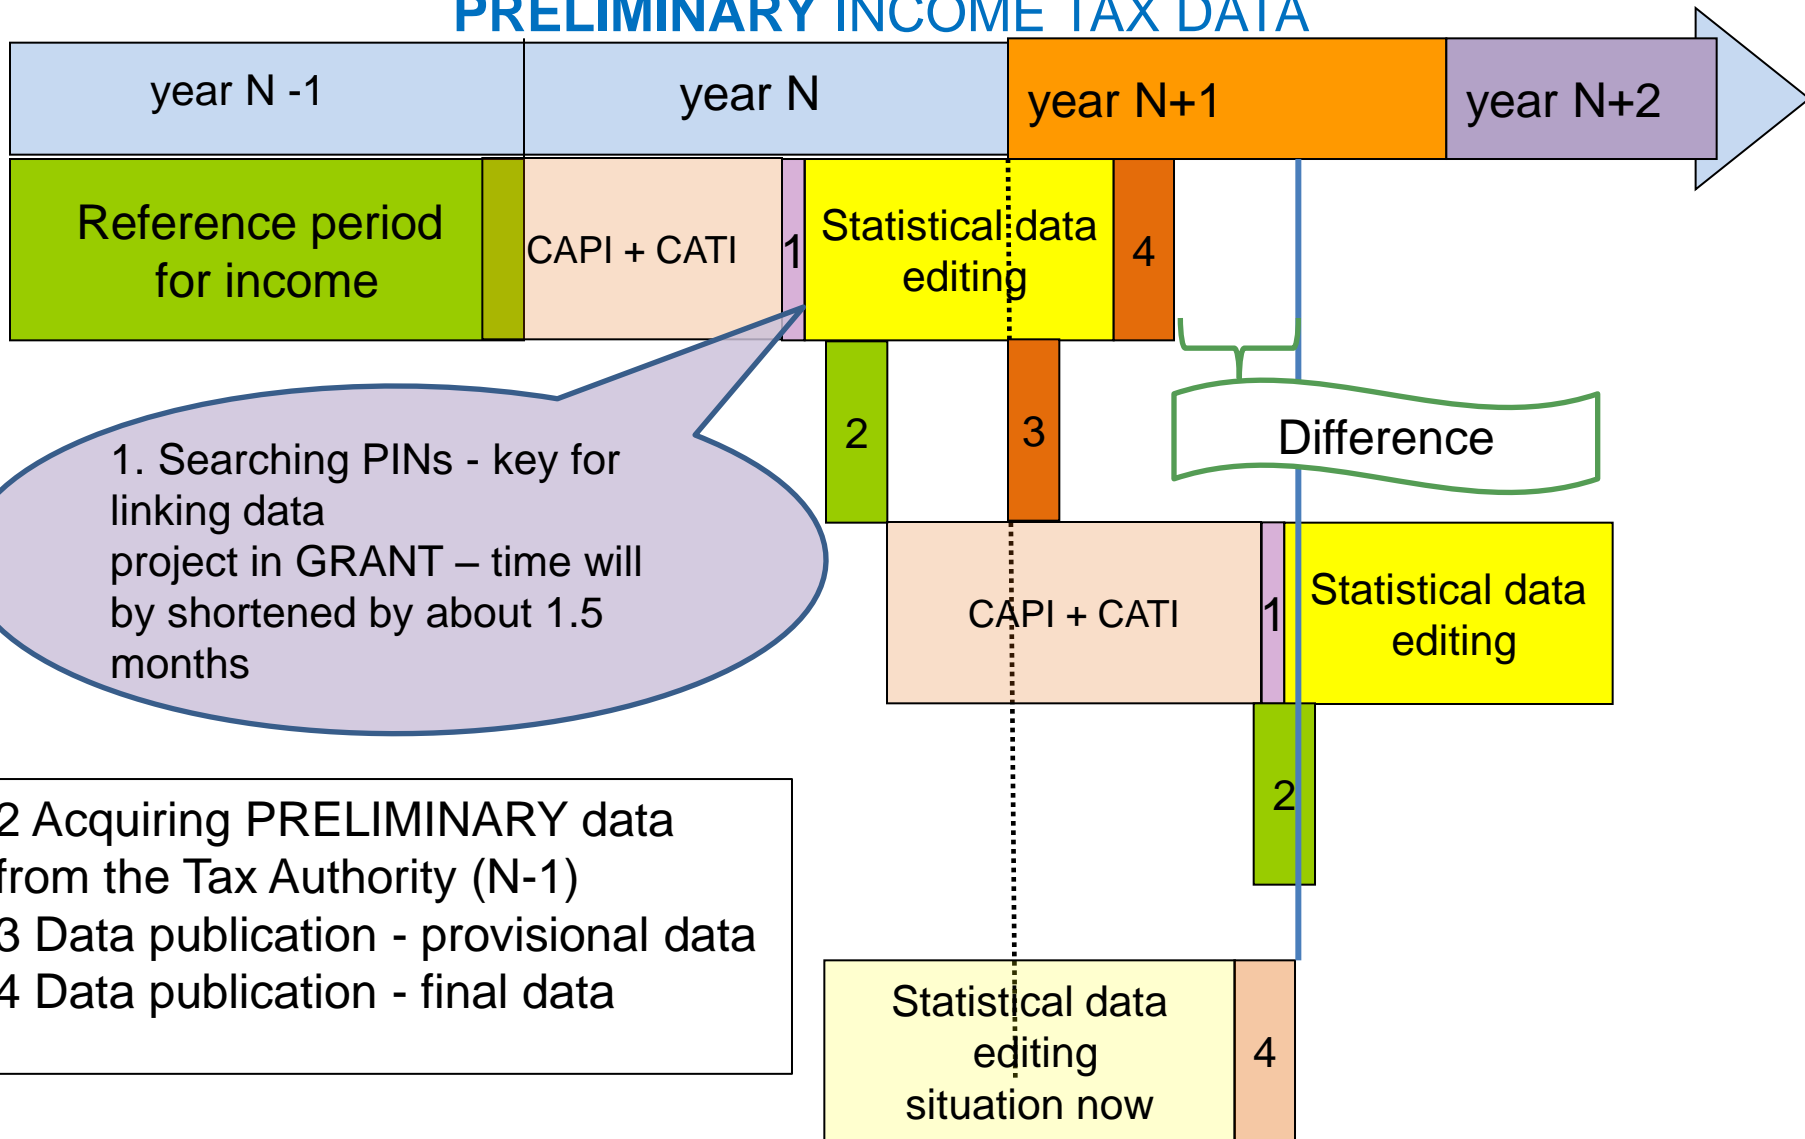 PRELIMINARY INCOME TAX DATA
year N -1
year N
year N+1
year N+2
Reference period
for income
CAPI + CATI
1
Statistical data
editing
4
2
3
Difference
1. Searching PINs - key for
linking data
project in GRANT – time will
by shortened by about 1.5
months
CAPI + CATI
1
Statistical data
editing
2
2 Acquiring PRELIMINARY data
from the Tax Authority (N-1)
3 Data publication - provisional data
4 Data publication - final data
Statistical data
editing
situation now
4